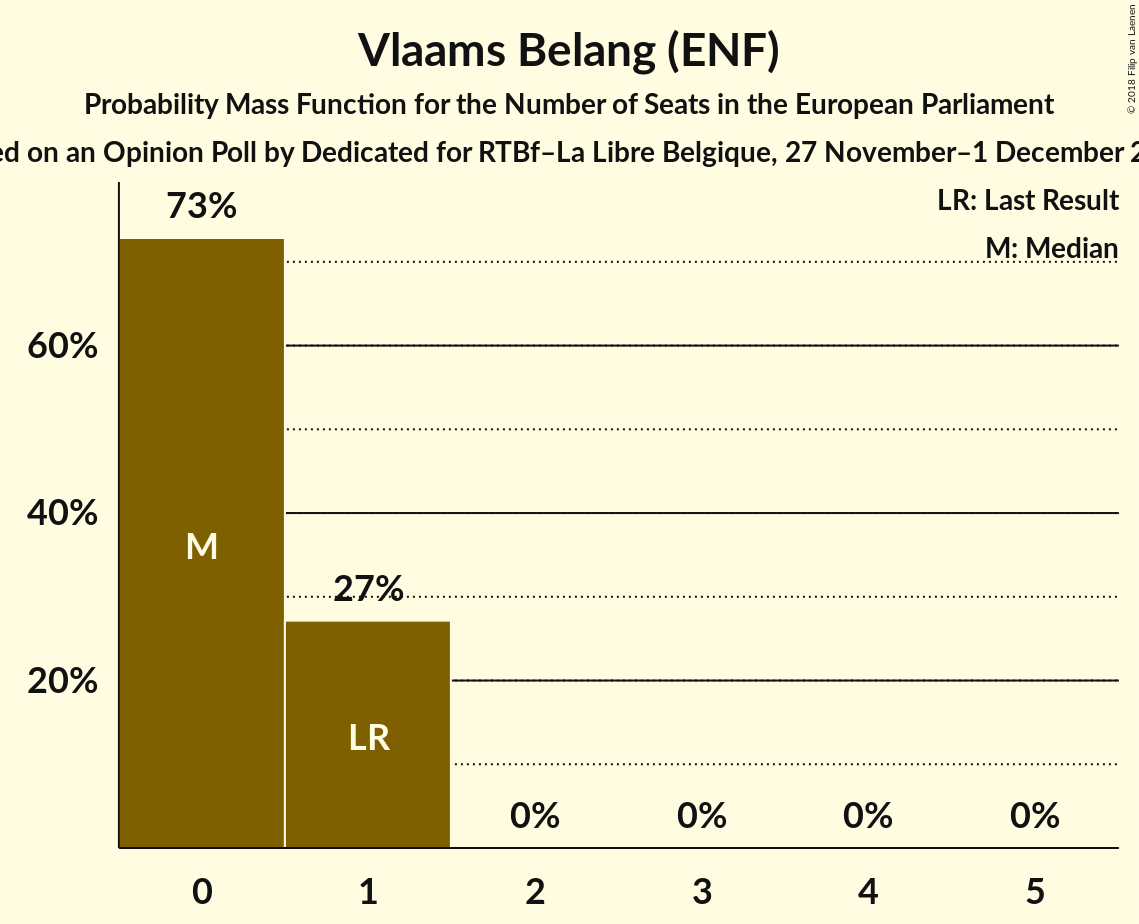 Vlaams Belang (ENF)
Probability Mass Function for the Number of Seats in the European Parliament
on an Opinion Poll by Dedicated for RTBf–La Libre Belgique, 27 November–1 December
© 2018 Filip van Laenen
LR: Last Result
M: Median
73%
60%
40%
20%
M
27%
LR
0% 0% 0% 0%
0 1 2 3 4 5